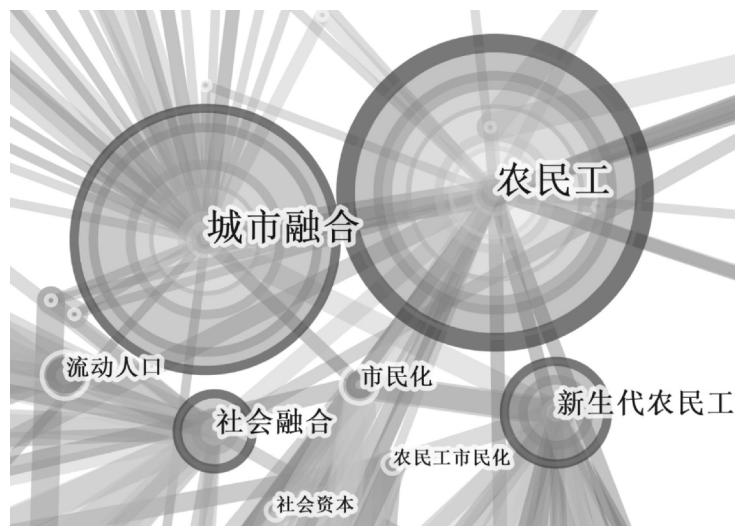 农民工
城市融合
流动人口
市民化
新生代农民工
社会融合
农民工市民化
社会资本